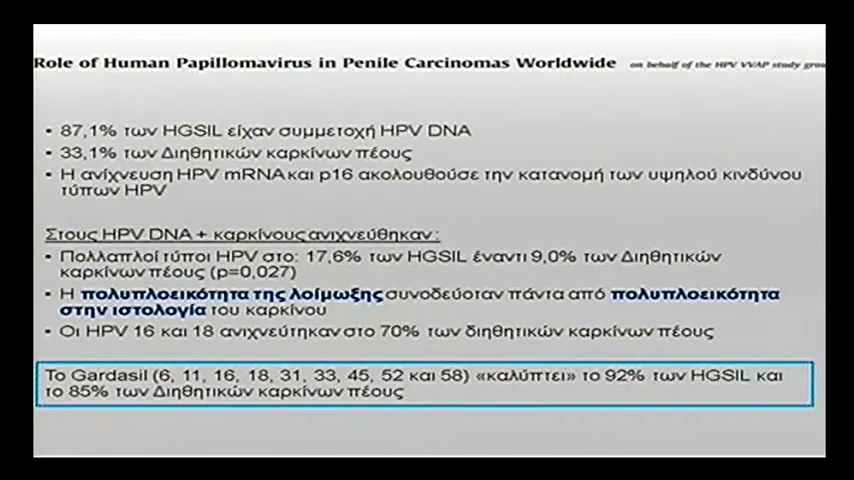 Role of Human Papillomavirus in Penile Carcinomas Worldwide on behalf of the HPV VVAP study grou
• 87,1% των HGSIL είχαν συμμετοχή HPV DNA
• 33,1% των Διηθητικών καρκίνων πέους
• Η ανίχνευση HPV mRNA και p16 ακολουθούσε την κατανομή των υψηλού κινδύνου
τύπων HPV
Στους HPV DNA + καρκίνους ανιχνεύθηκαν :
• Πολλαπλοί τύποι HPV στο: 17,6% των HGSIL έναντι 9,0% των Διηθητικών
καρκίνων πέους (p=0,027)
• Η πολυπλοεικότητα της λοίμωξης συνοδεύοταν πάντα από πολυπλοεικότητα
στην ιστολογία του καρκίνου
• Οι HPV 16 και 18 ανιχνεύτηκαν στο 70% των διηθητικών καρκίνων πέους
Το Gardasil (6, 11, 16, 18, 31, 33, 45, 52 και 58) «καλύπτει» το 92% των HGSIL και
το 85% των Διηθητικών καρκίνων πέους